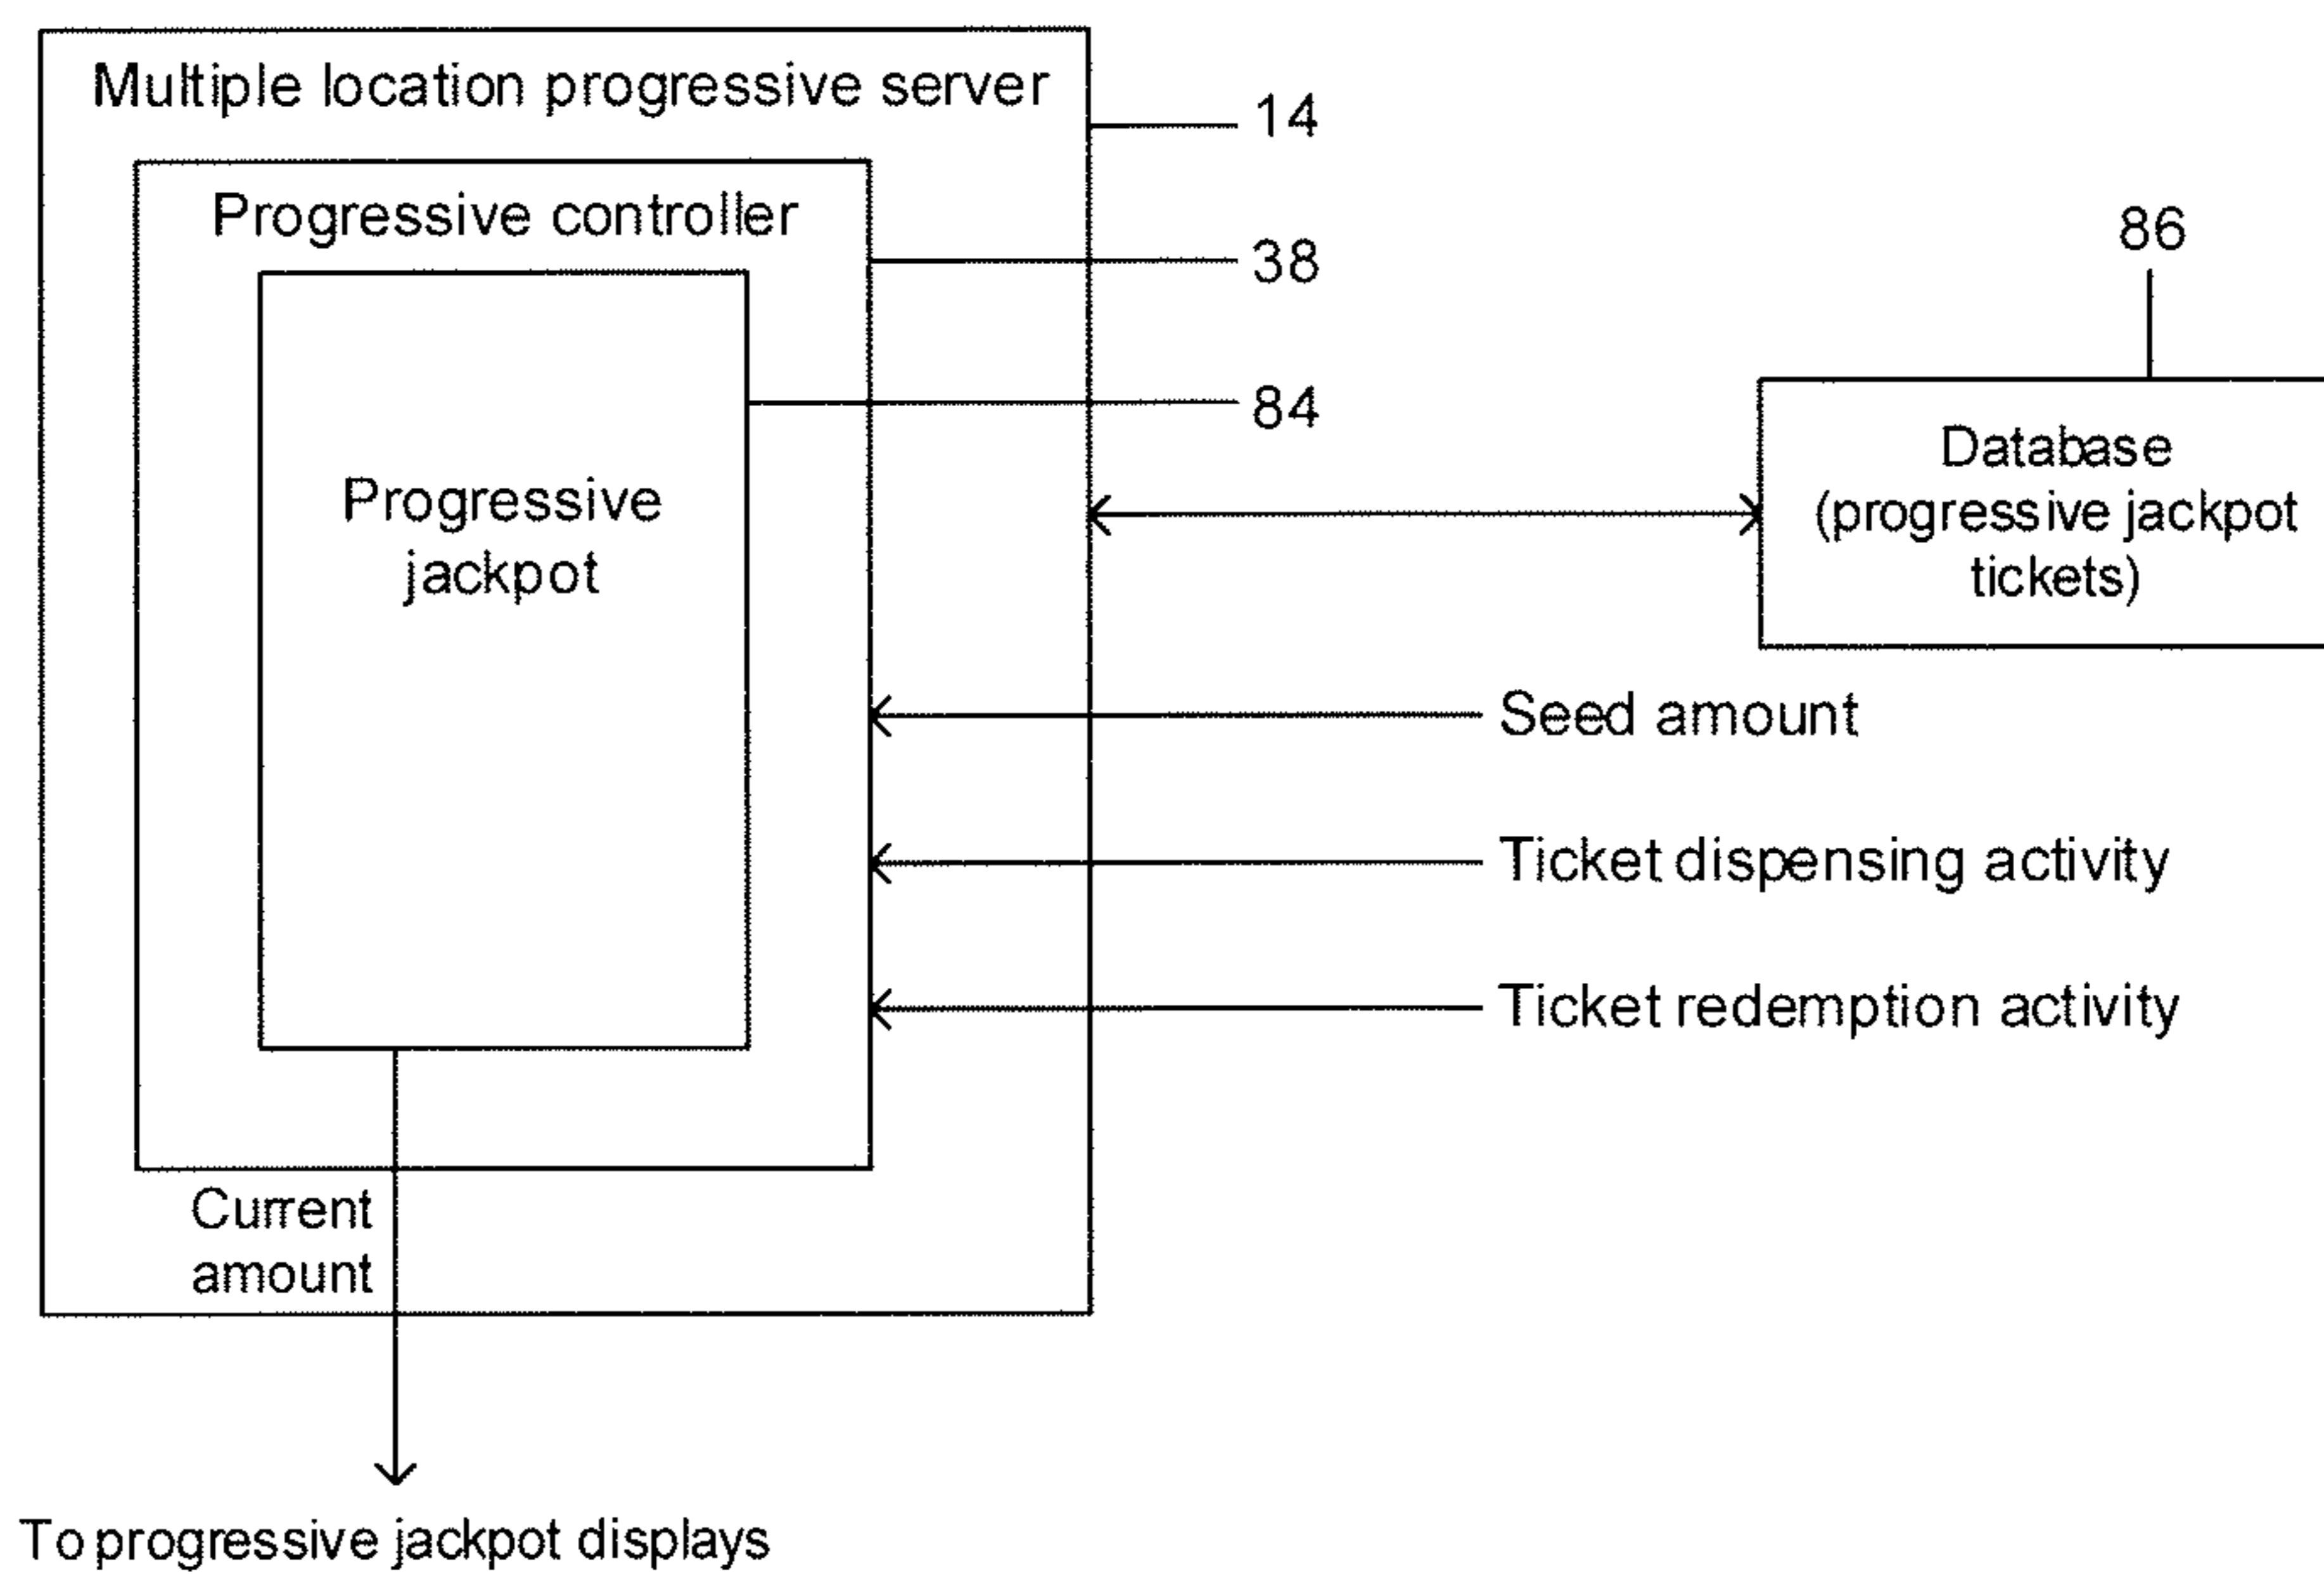 Multiple location progressive server
14
Progressive controller
38
86
84
Database
(progressive jackpot
tickets)
Progressive
jackpot
Seed amount
Ticket dispensing activity
Ticket redemption activity
Current
amount
To progressive jackpot displays